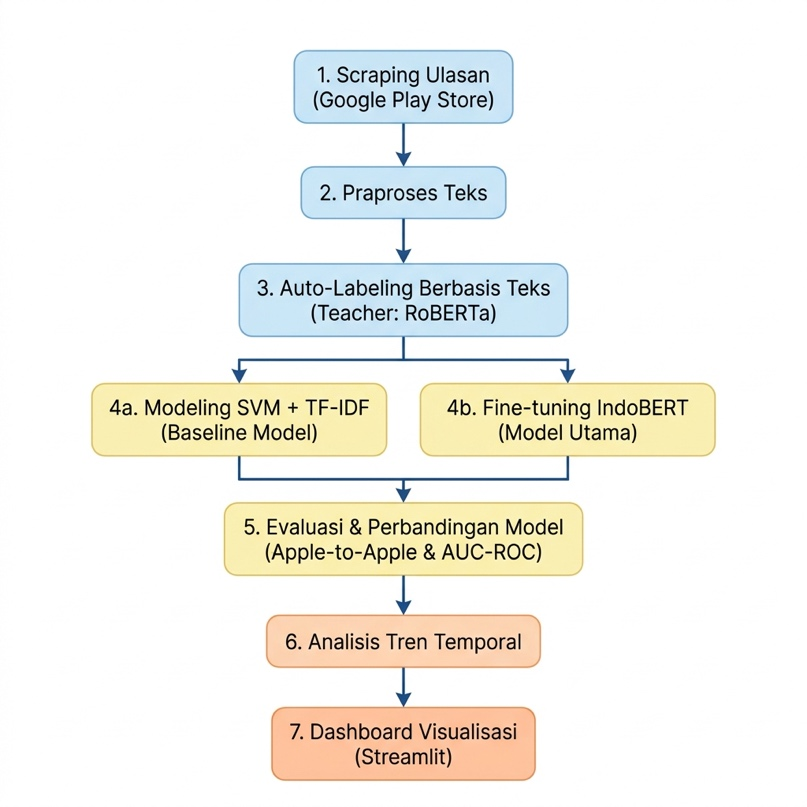 1. Scraping Ulasan
(Google Play Store)
2. Praproses Teks
3. Auto-Labeling Berbasis Teks
(Teacher: RoBERTa)
4a. Modeling SVM + TF-IDF
(Baseline Model)
4b. Fine-tuning IndoBERT
(Model Utama)
5. Evaluasi & Perbandingan Model
(Apple-to-Apple & AUC-ROC)
6. Analisis Tren Temporal
7. Dashboard Visualisasi
(Streamlit)